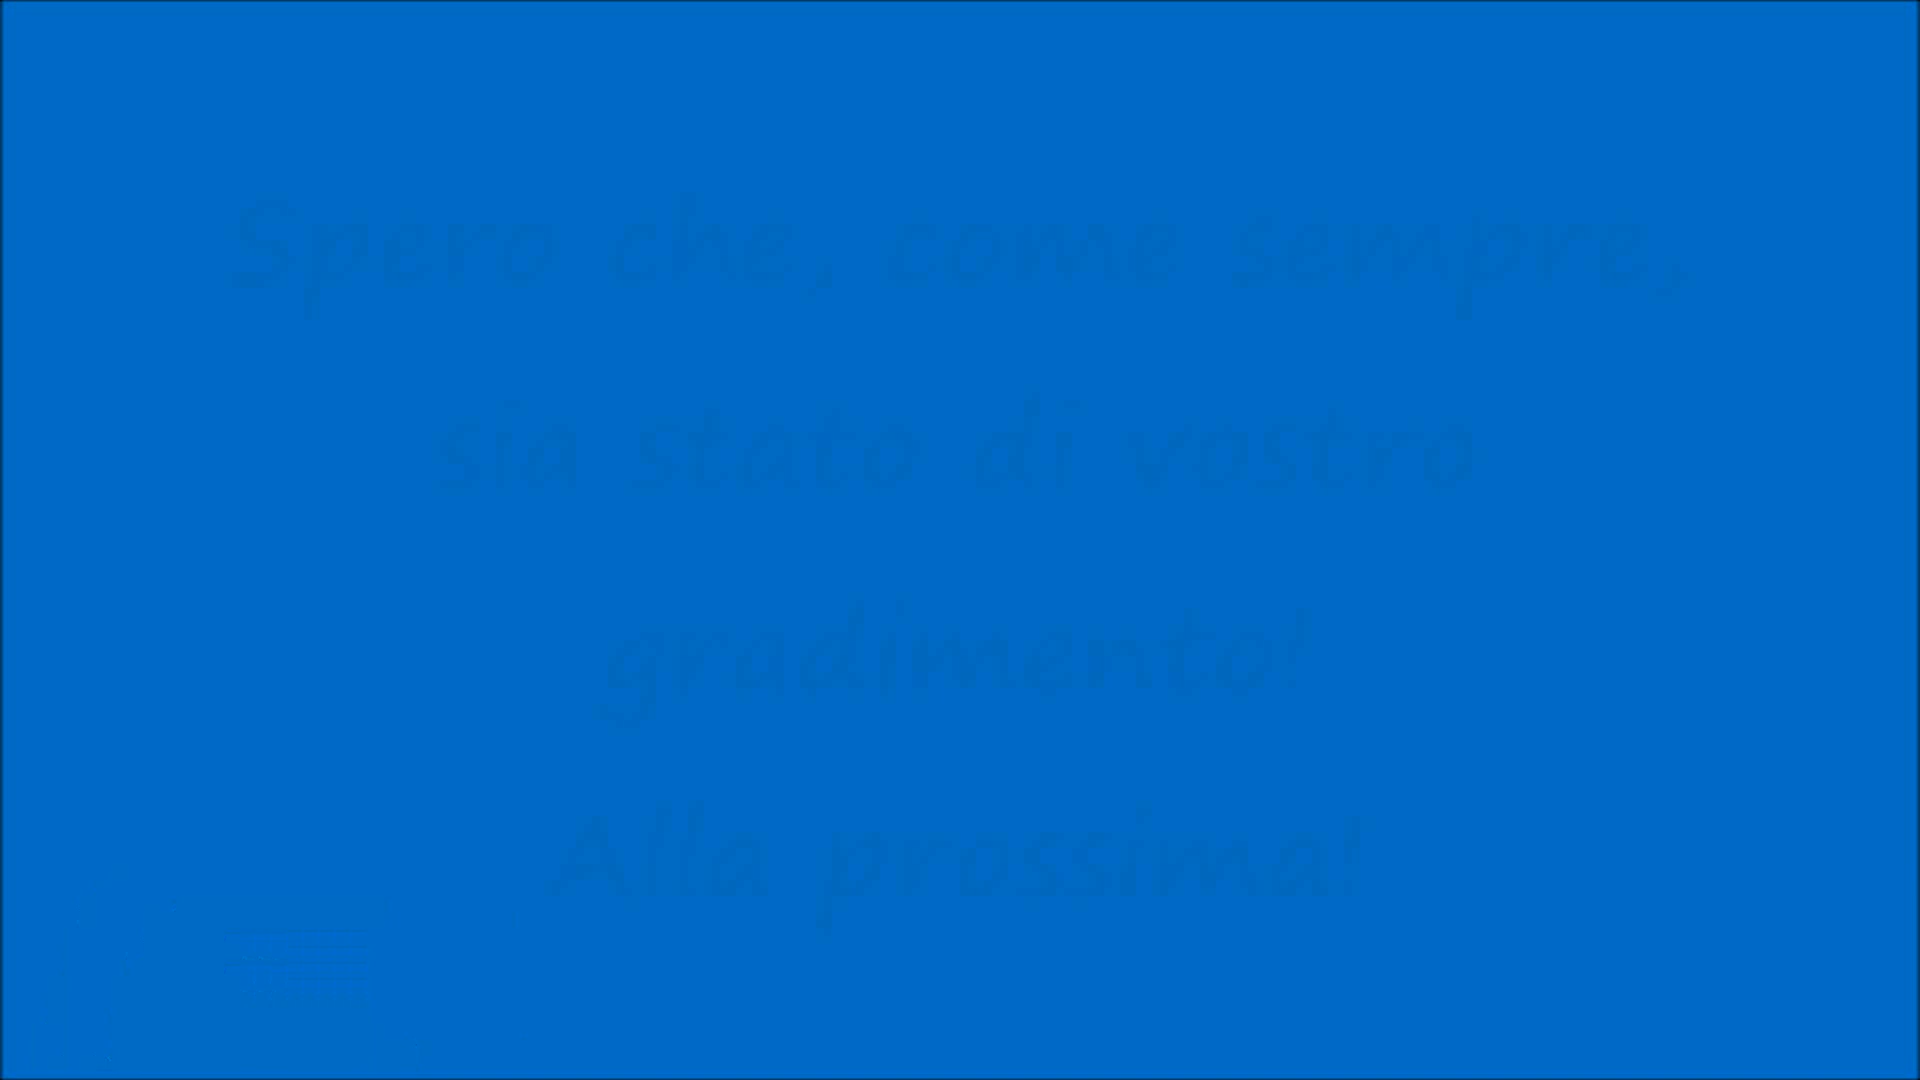 Spero che, come sempre,
sia stato di vostro
gradimento!
Alla prossima!